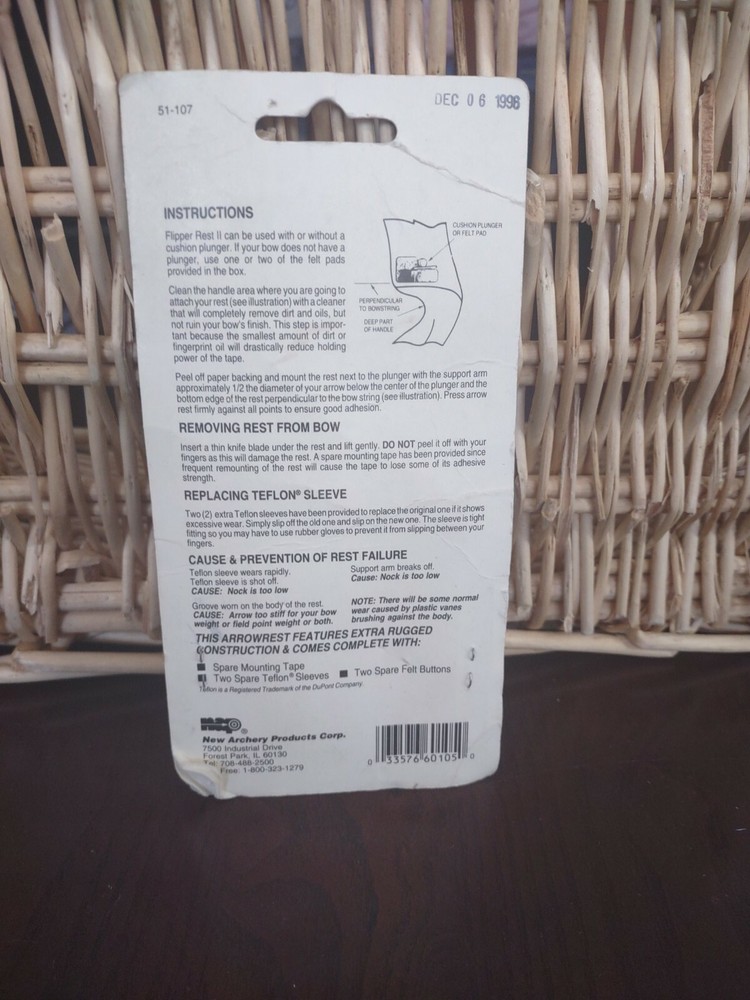 51-107
DEC 06 1996
INSTRUCTIONS
Flipper Rest II can be used with or without a
cushion plunger. If your bow does not have a
plunger, use one or two of the felt pads
provided in the box.
Clean the handle area where you are going to
attach your rest (see illustration) with a cleaner
that will completely remove dirt and oils, but
not ruin your bow's finish. This step is impor-
tant because the smallest amount of dirt or
fingerprint oil will drastically reduce holding
power of the tape.
CUSHION PLUNGER
OR FELT PAD
PERPENDICULAR
TO BOWSTRING
DEEP PART
OF HANDLE
Peel off paper backing and mount the rest next to the plunger with the support arm
approximately 1/2 the diameter of your arrow below the center of the plunger and the
bottom edge of the rest perpendicular to the bow string (see illustration). Press arrow
rest firmly against all points to ensure good adhesion.
REMOVING REST FROM BOW
Insert a thin knife blade under the rest and lift gently. DO NOT peel it off with your
fingers as this will damage the rest. A spare mounting tape has been provided since
frequent remounting of the rest will cause the tape to lose some of its adhesive
strength.
REPLACING TEFLON® SLEEVE
Two (2) extra Teflon sleeves have been provided to replace the original one if it shows
excessive wear. Simply slip off the old one and slip on the new one. The sleeve is tight
fitting so you may have to use rubber gloves to prevent it from slipping between your
fingers.
CAUSE & PREVENTION OF REST FAILURE
Teflon sleeve wears rapidly.
Teflon sleeve is shot off.
CAUSE: Nock is too low
Support arm breaks off.
Cause: Nock is too low
Groove worn on the body of the rest.
CAUSE: Arrow too stiff for your bow
weight or field point weight or both.
NOTE: There will be some normal
wear caused by plastic vanes
brushing against the body.
THIS ARROWREST FEATURES EXTRA RUGGED
CONSTRUCTION & COMES COMPLETE WITH:
■ Spare Mounting Tape
■ Two Spare Teflon® Sleeves ■ Two Spare Felt Buttons
Teflon is a Registered Trademark of the DuPont Company
nap®
New Archery Products Corp.
7500 Industrial Drive
Forest Park, IL 60130
Tel: 708-488-2500
Free: 1-800-323-1279
0 33576 60105 0